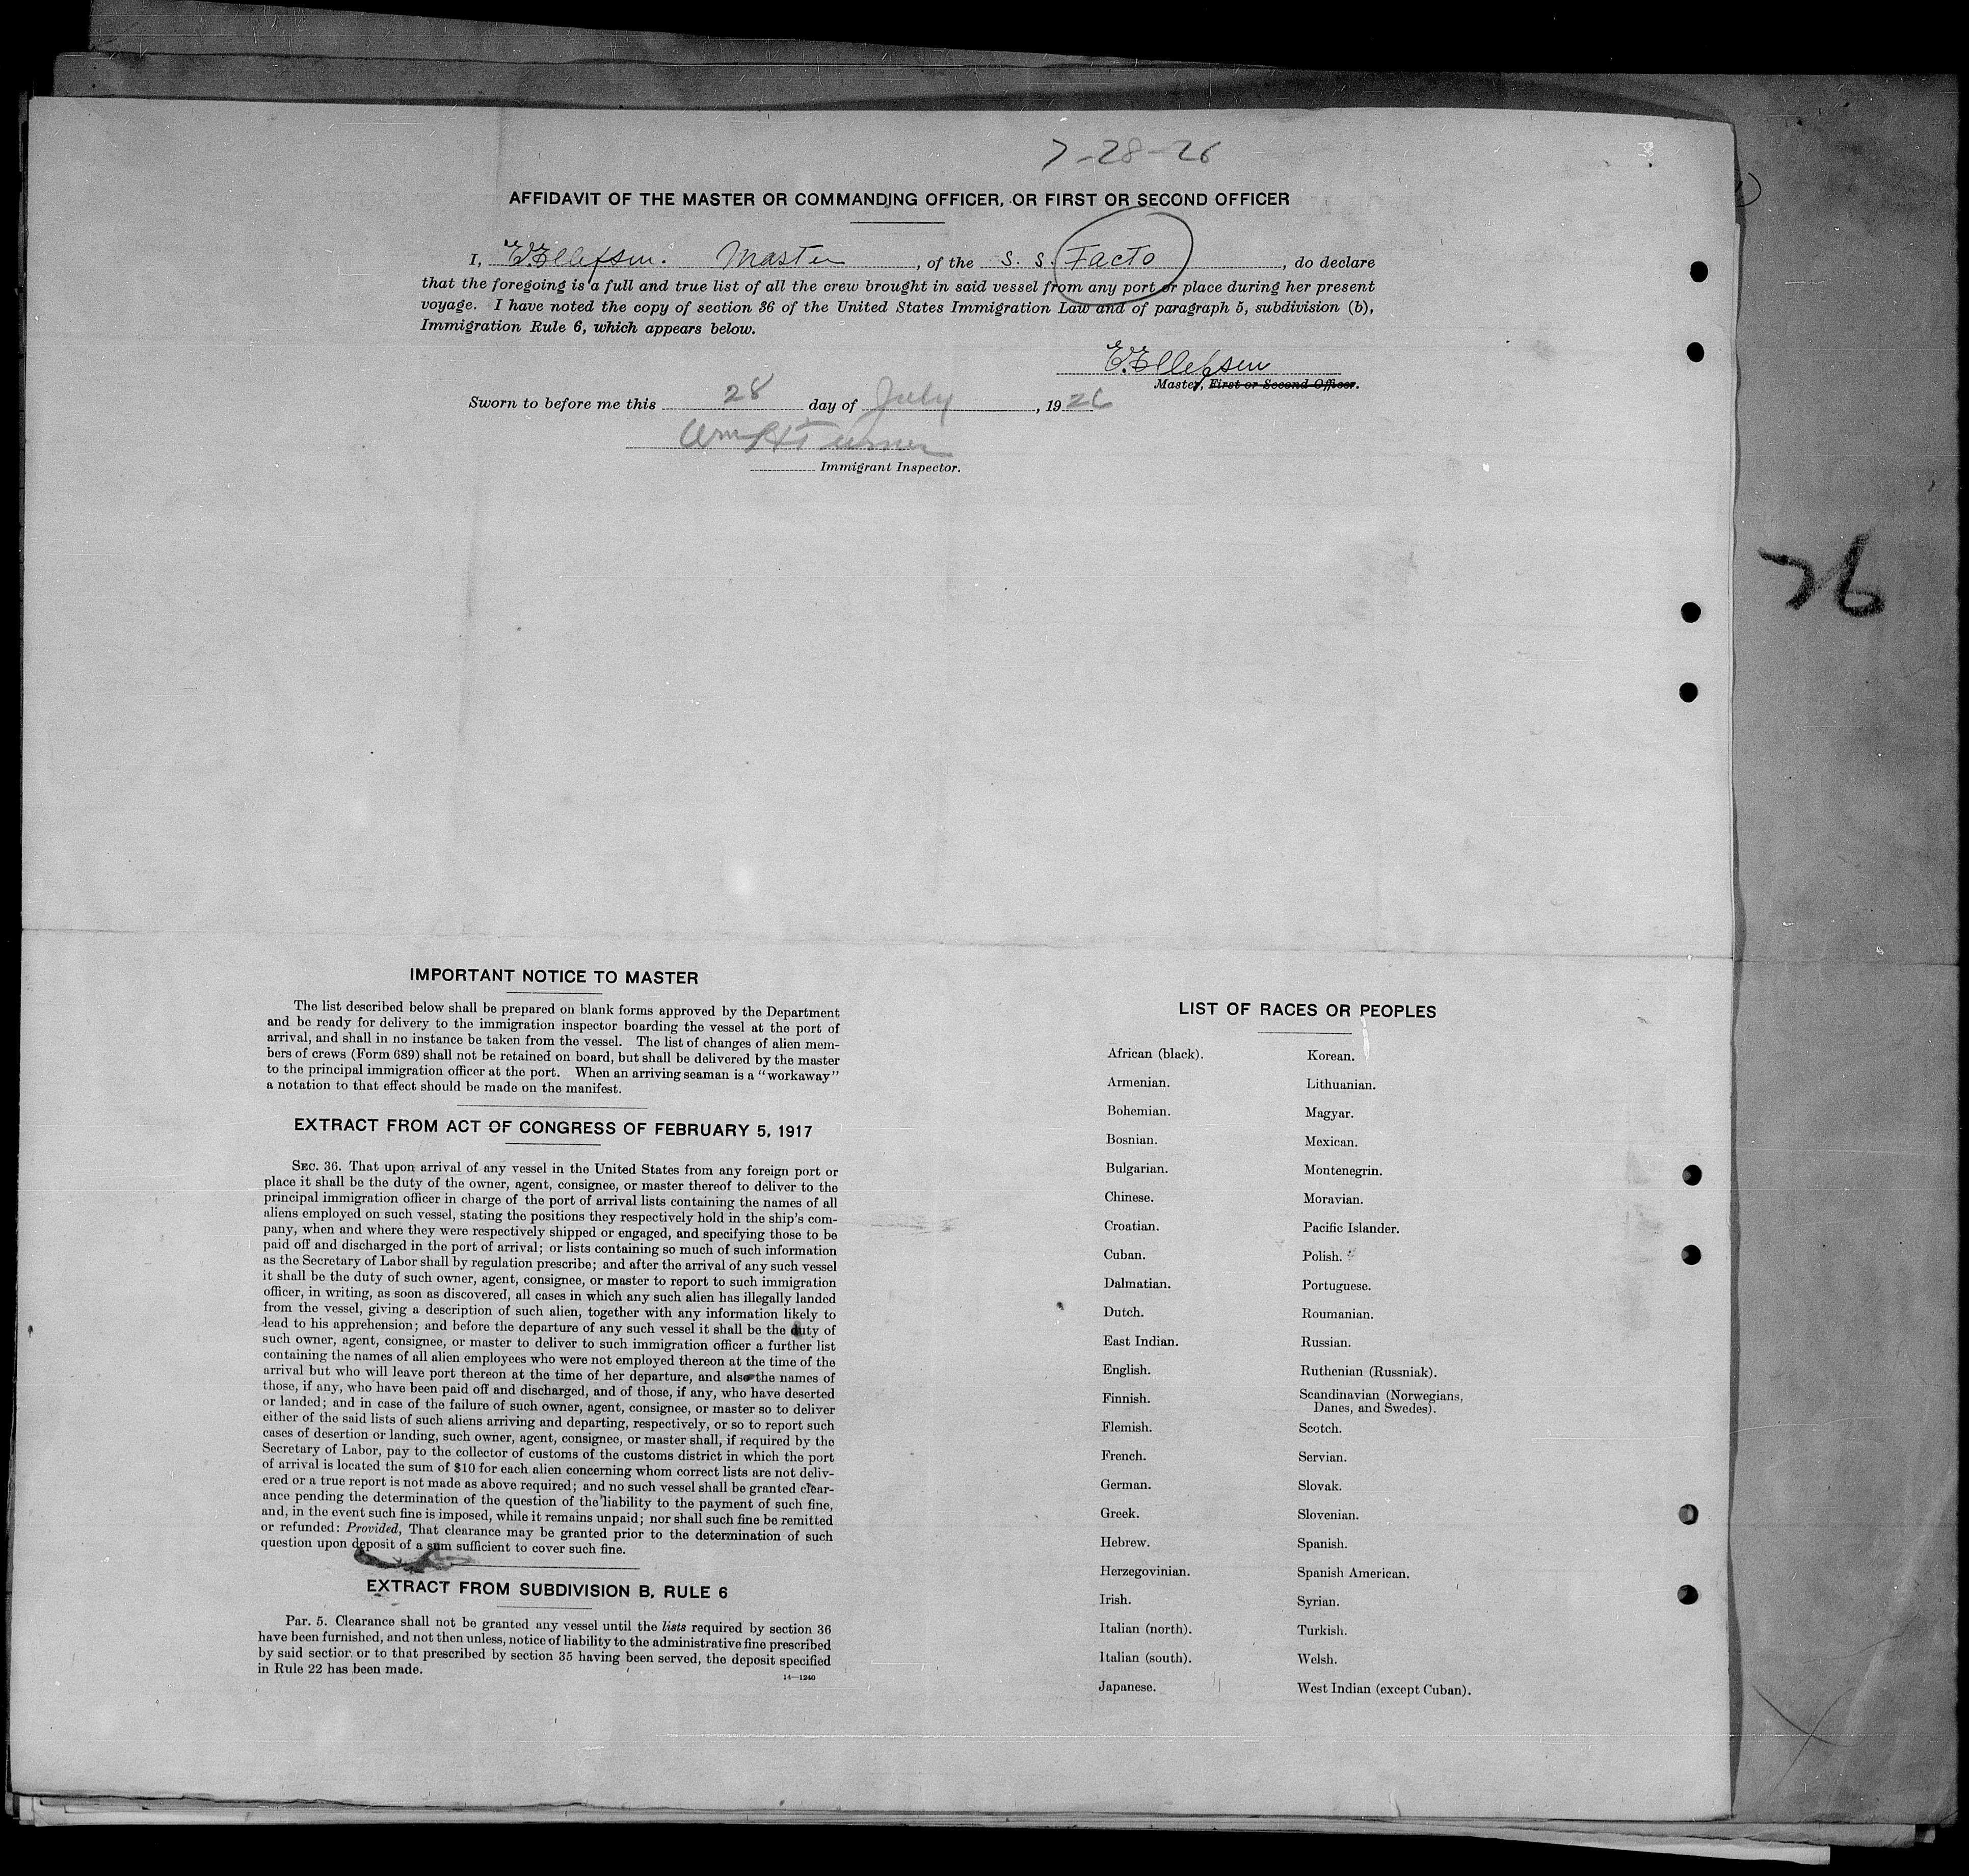 7-28-26
AFFIDAVIT OF THE MASTER OR COMMANDING OFFICER, OR FIRST OR SECOND OFFICER
I, E. Ellefsen. Master, of the S. S. Facto, do declare
that the foregoing is a full and true list of all the crew brought in said vessel from any port or place during her present
voyage. I have noted the copy of section 36 of the United States Immigration Law and of paragraph 5, subdivision (b),
Immigration Rule 6, which appears below.
E. Ellefsen
Master, First or Second Officer.
Sworn to before me this 28 day of July, 1926
Wm H Turner
Immigrant Inspector.
26
IMPORTANT NOTICE TO MASTER
The list described below shall be prepared on blank forms approved by the Department
and be ready for delivery to the immigration inspector boarding the vessel at the port of
arrival, and shall in no instance be taken from the vessel. The list of changes of alien mem-
bers of crews (Form 689) shall not be retained on board, but shall be delivered by the master
to the principal immigration officer at the port. When an arriving seaman is a "workaway"
a notation to that effect should be made on the manifest.
EXTRACT FROM ACT OF CONGRESS OF FEBRUARY 5, 1917
SEC. 36. That upon arrival of any vessel in the United States from any foreign port or
place it shall be the duty of the owner, agent, consignee, or master thereof to deliver to the
principal immigration officer in charge of the port of arrival lists containing the names of all
aliens employed on such vessel, stating the positions they respectively hold in the ship's com-
pany, when and where they were respectively shipped or engaged, and specifying those to be
paid off and discharged in the port of arrival; or lists containing so much of such information
as the Secretary of Labor shall by regulation prescribe; and after the arrival of any such vessel
it shall be the duty of such owner, agent, consignee, or master to report to such immigration
officer, in writing, as soon as discovered, all cases in which any such alien has illegally landed
from the vessel, giving a description of such alien, together with any information likely to
lead to his apprehension; and before the departure of any such vessel it shall be the duty of
such owner, agent, consignee, or master to deliver to such immigration officer a further list
containing the names of all alien employees who were not employed thereon at the time of the
arrival but who will leave port thereon at the time of her departure, and also the names of
those, if any, who have been paid off and discharged, and of those, if any, who have deserted
or landed; and in case of the failure of such owner, agent, consignee, or master so to deliver
either of the said lists of such aliens arriving and departing, respectively, or so to report such
cases of desertion or landing, such owner, agent, consignee, or master shall, if required by the
Secretary of Labor, pay to the collector of customs of the customs district in which the port
of arrival is located the sum of $10 for each alien concerning whom correct lists are not deliv-
ered or a true report is not made as above required; and no such vessel shall be granted clear-
ance pending the determination of the question of the liability to the payment of such fine,
and, in the event such fine is imposed, while it remains unpaid; nor shall such fine be remitted
or refunded: Provided, That clearance may be granted prior to the determination of such
question upon deposit of a sum sufficient to cover such fine.
EXTRACT FROM SUBDIVISION B, RULE 6
Par. 5. Clearance shall not be granted any vessel until the lists required by section 36
have been furnished, and not then unless, notice of liability to the administrative fine prescribed
by said section or to that prescribed by section 35 having been served, the deposit specified
in Rule 22 has been made.
14—1240
LIST OF RACES OR PEOPLES
African (black).
Armenian.
Bohemian.
Bosnian.
Bulgarian.
Chinese.
Croatian.
Cuban.
Dalmatian.
Dutch.
East Indian.
English.
Finnish.
Flemish.
French.
German.
Greek.
Hebrew.
Herzegovinian.
Irish.
Italian (north).
Italian (south).
Japanese.
Korean.
Lithuanian.
Magyar.
Mexican.
Montenegrin.
Moravian.
Pacific Islander.
Polish.
Portuguese.
Roumanian.
Russian.
Ruthenian (Russniak).
Scandinavian (Norwegians,
Danes, and Swedes).
Scotch.
Servian.
Slovak.
Slovenian.
Spanish.
Spanish American.
Syrian.
Turkish.
Welsh.
West Indian (except Cuban).